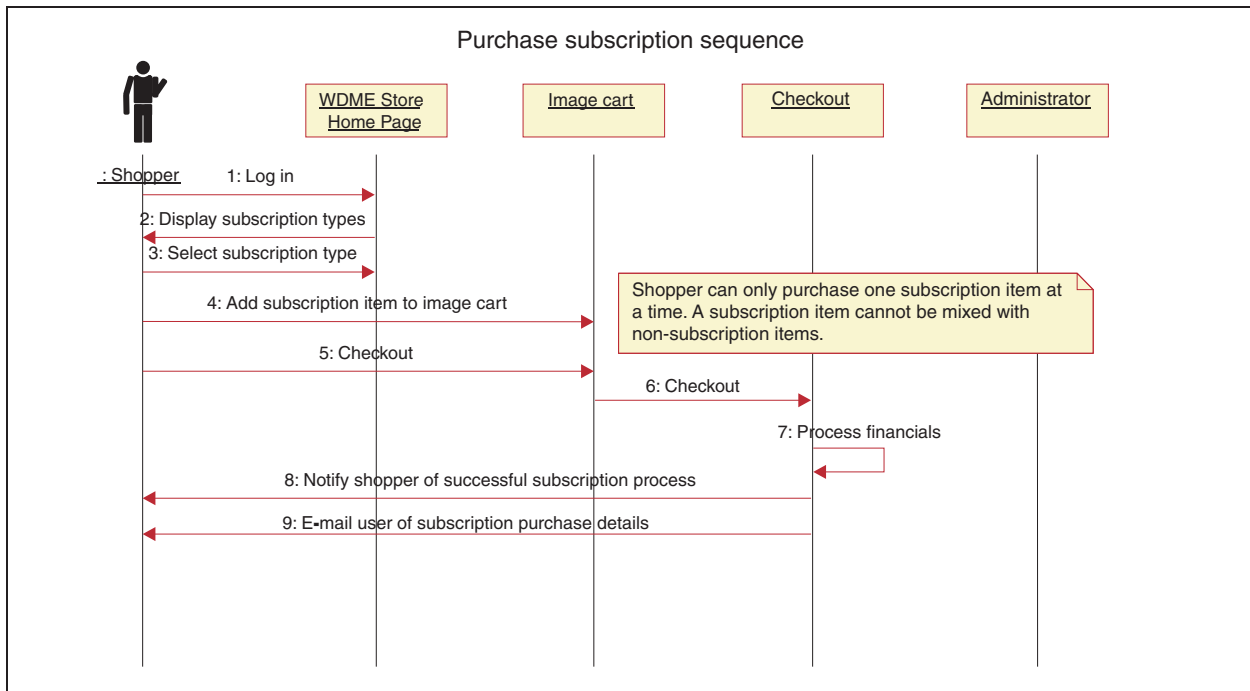 Purchase subscription sequence
WDME Store
Home Page
Image cart
Checkout
Administrator
: Shopper
1: Log in
2: Display subscription types
3: Select subscription type
4: Add subscription item to image cart
Shopper can only purchase one subscription item at
a time. A subscription item cannot be mixed with
non-subscription items.
5: Checkout
6: Checkout
7: Process financials
8: Notify shopper of successful subscription process
9: E-mail user of subscription purchase details